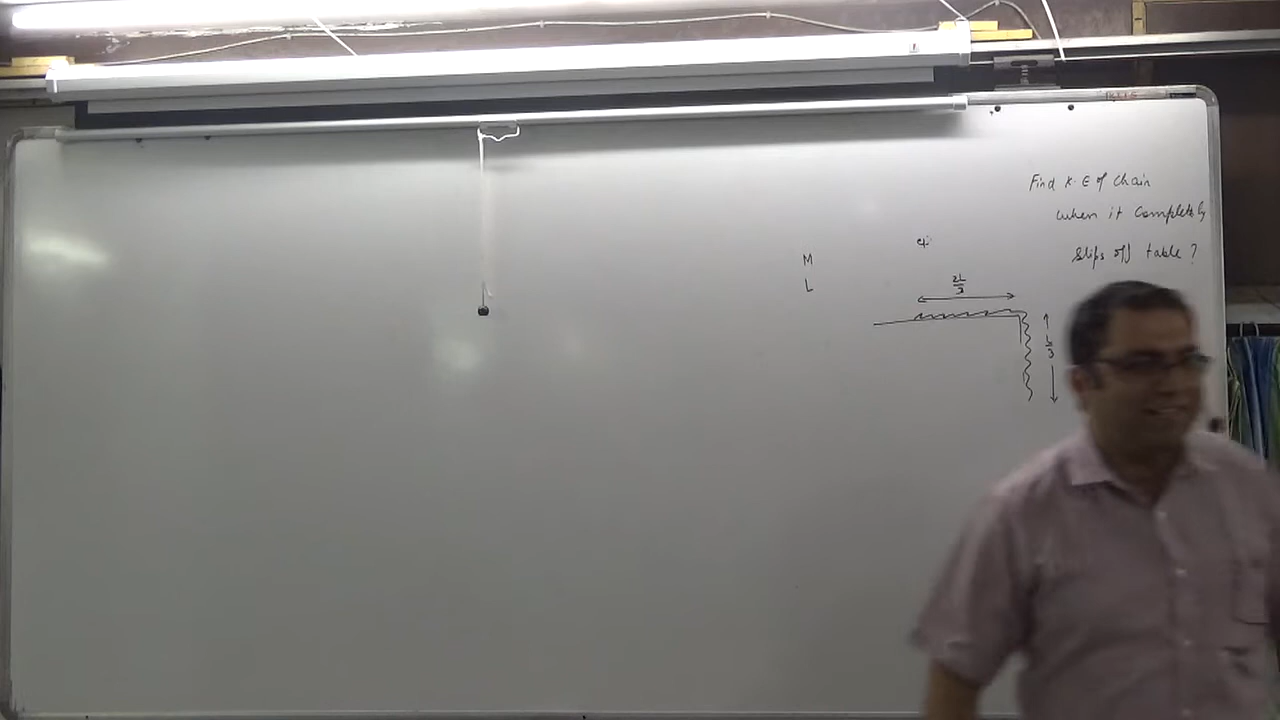 Find K.E of Chain
when it completely
slips off table ?
M
L
2L/3
L/3